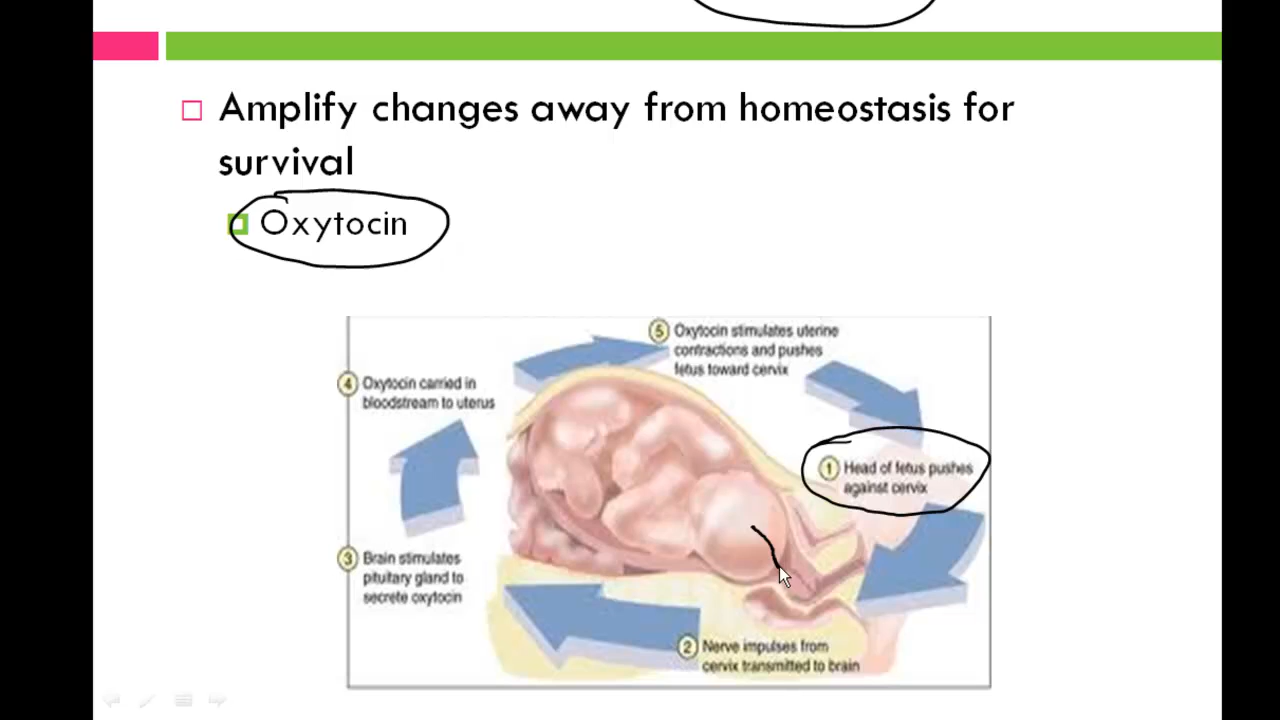 Amplify changes away from homeostasis for
survival
Oxytocin
5 Oxytocin stimulates uterine
contractions and pushes
fetus toward cervix
4 Oxytocin carried in
bloodstream to uterus
1 Head of fetus pushes
against cervix
3 Brain stimulates
pituitary gland to
secrete oxytocin
2 Nerve impulses from
cervix transmitted to brain